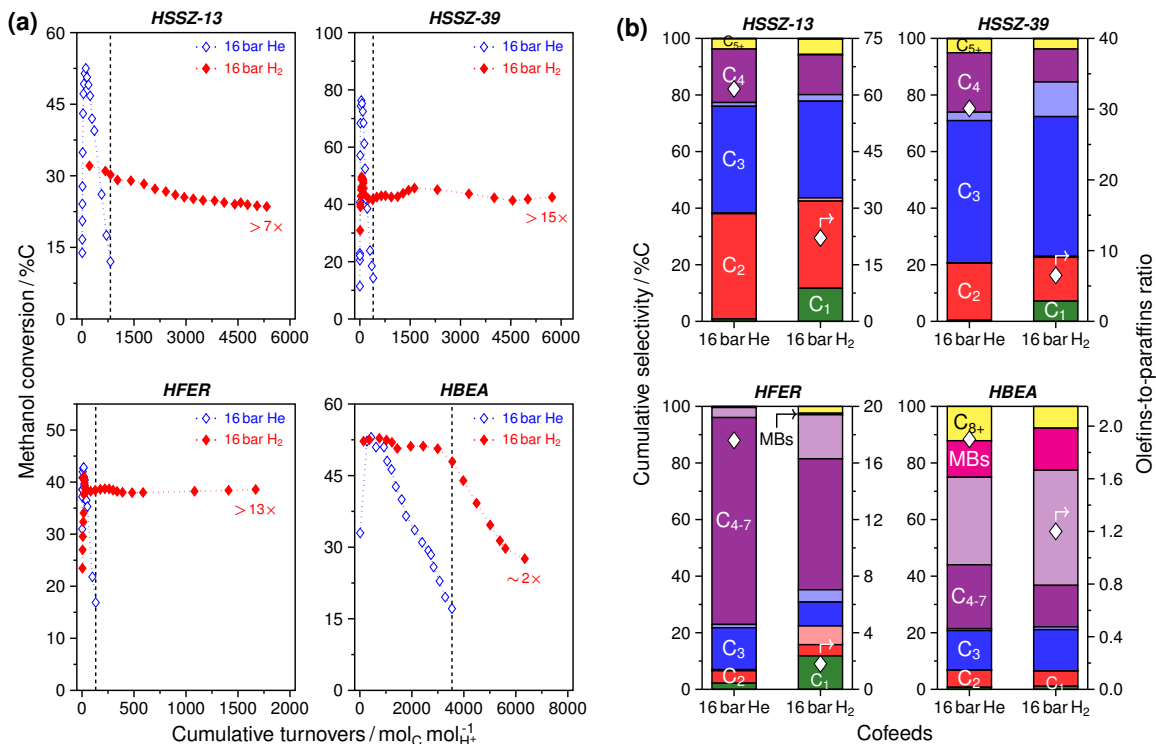 (a)
HSSZ-13
HSSZ-39
60
45
30
15
0
16 bar He
16 bar H₂
>7×
0 1500 3000 4500 6000
90
75
60
45
30
15
0
16 bar He
16 bar H₂
>15×
0 1500 3000 4500 6000
HFER
HBEA
50
40
30
20
10
0
16 bar He
16 bar H₂
>13×
0 500 1000 1500 2000
60
45
30
15
0
16 bar He
16 bar H₂
~2×
0 2000 4000 6000 8000
Methanol conversion / %C
Cumulative turnovers / mol_C mol_H+^-1
(b)
HSSZ-13
HSSZ-39
100
80
60
40
20
0
C₅₊
C₄
C₃
C₂
C₁
75
60
45
30
15
0
16 bar He 16 bar H₂
100
80
60
40
20
0
C₅₊
C₄
C₃
C₂
C₁
40
30
20
10
0
16 bar He 16 bar H₂
HFER
HBEA
100
80
60
40
20
0
MBs
C₄₋₇
C₃
C₂
C₁
20
16
12
8
4
0
16 bar He 16 bar H₂
100
80
60
40
20
0
C₈₊
MBs
C₄₋₇
C₃
C₂
C₁
2.0
1.6
1.2
0.8
0.4
0.0
16 bar He 16 bar H₂
Cumulative selectivity / %C
Olefins-to-paraffins ratio
Cofeeds